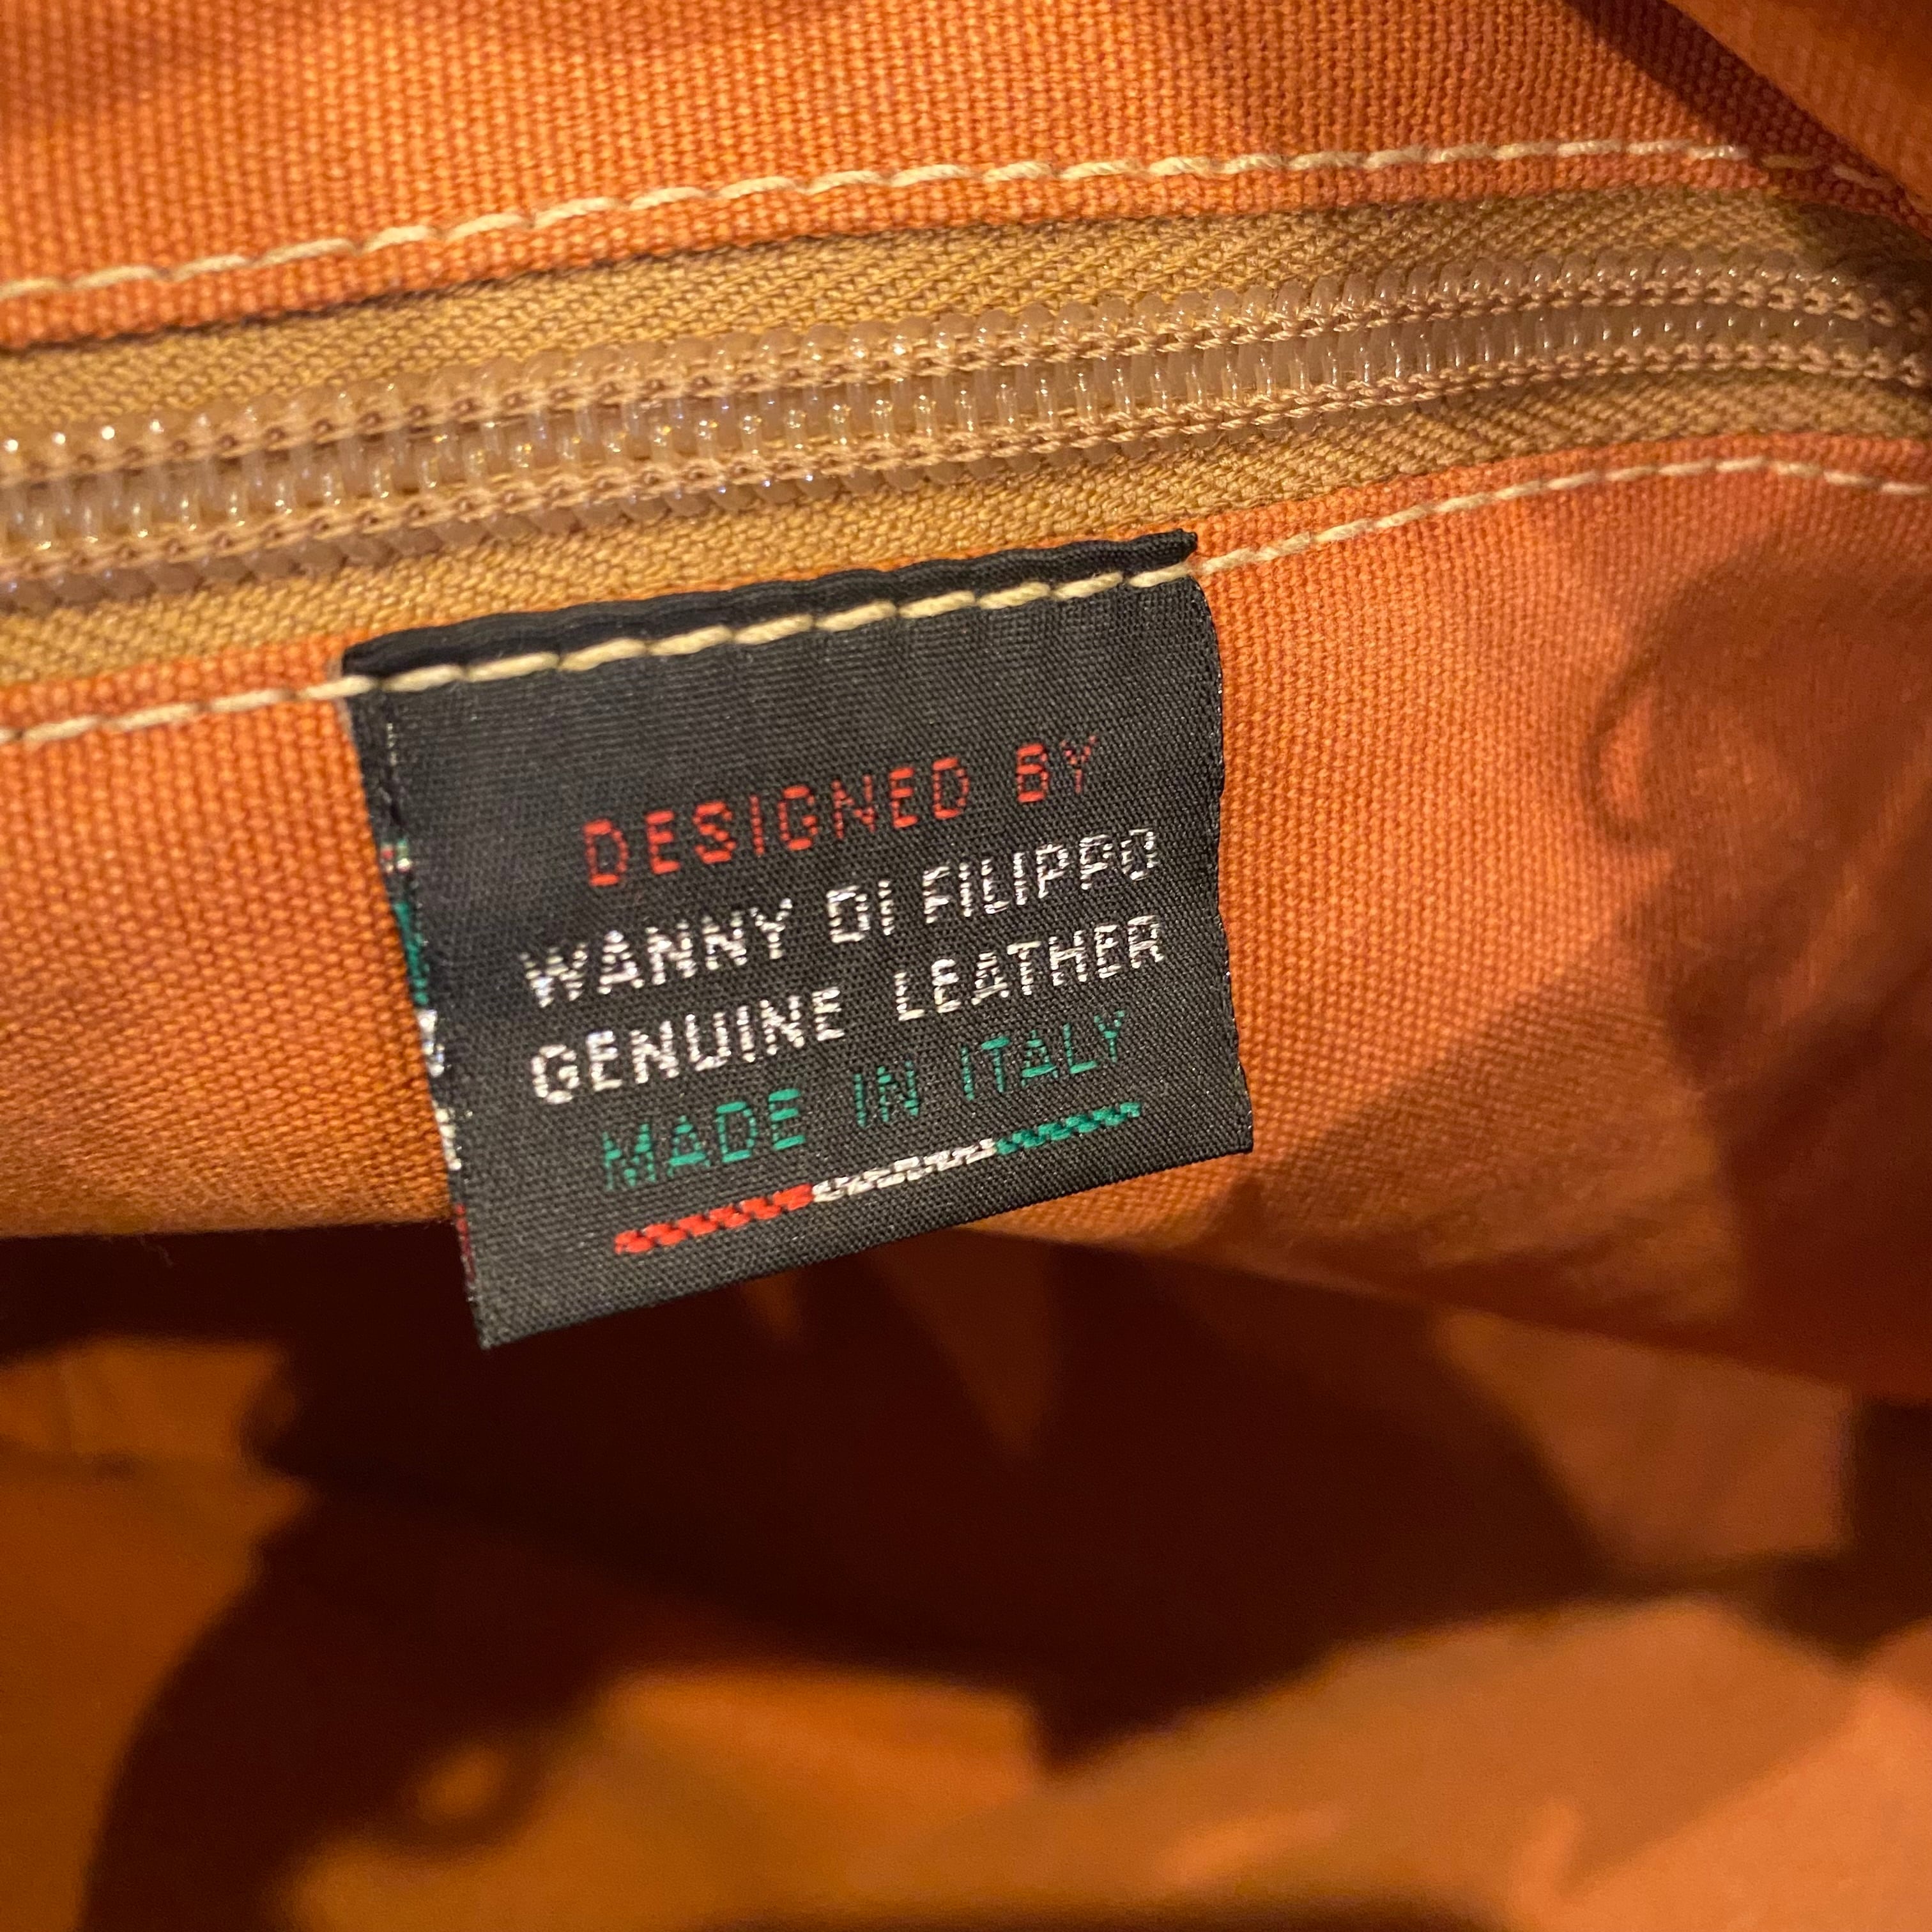 DESIGNED BY
WANNY DI FILIPPO
GENUINE LEATHER
MADE IN ITALY